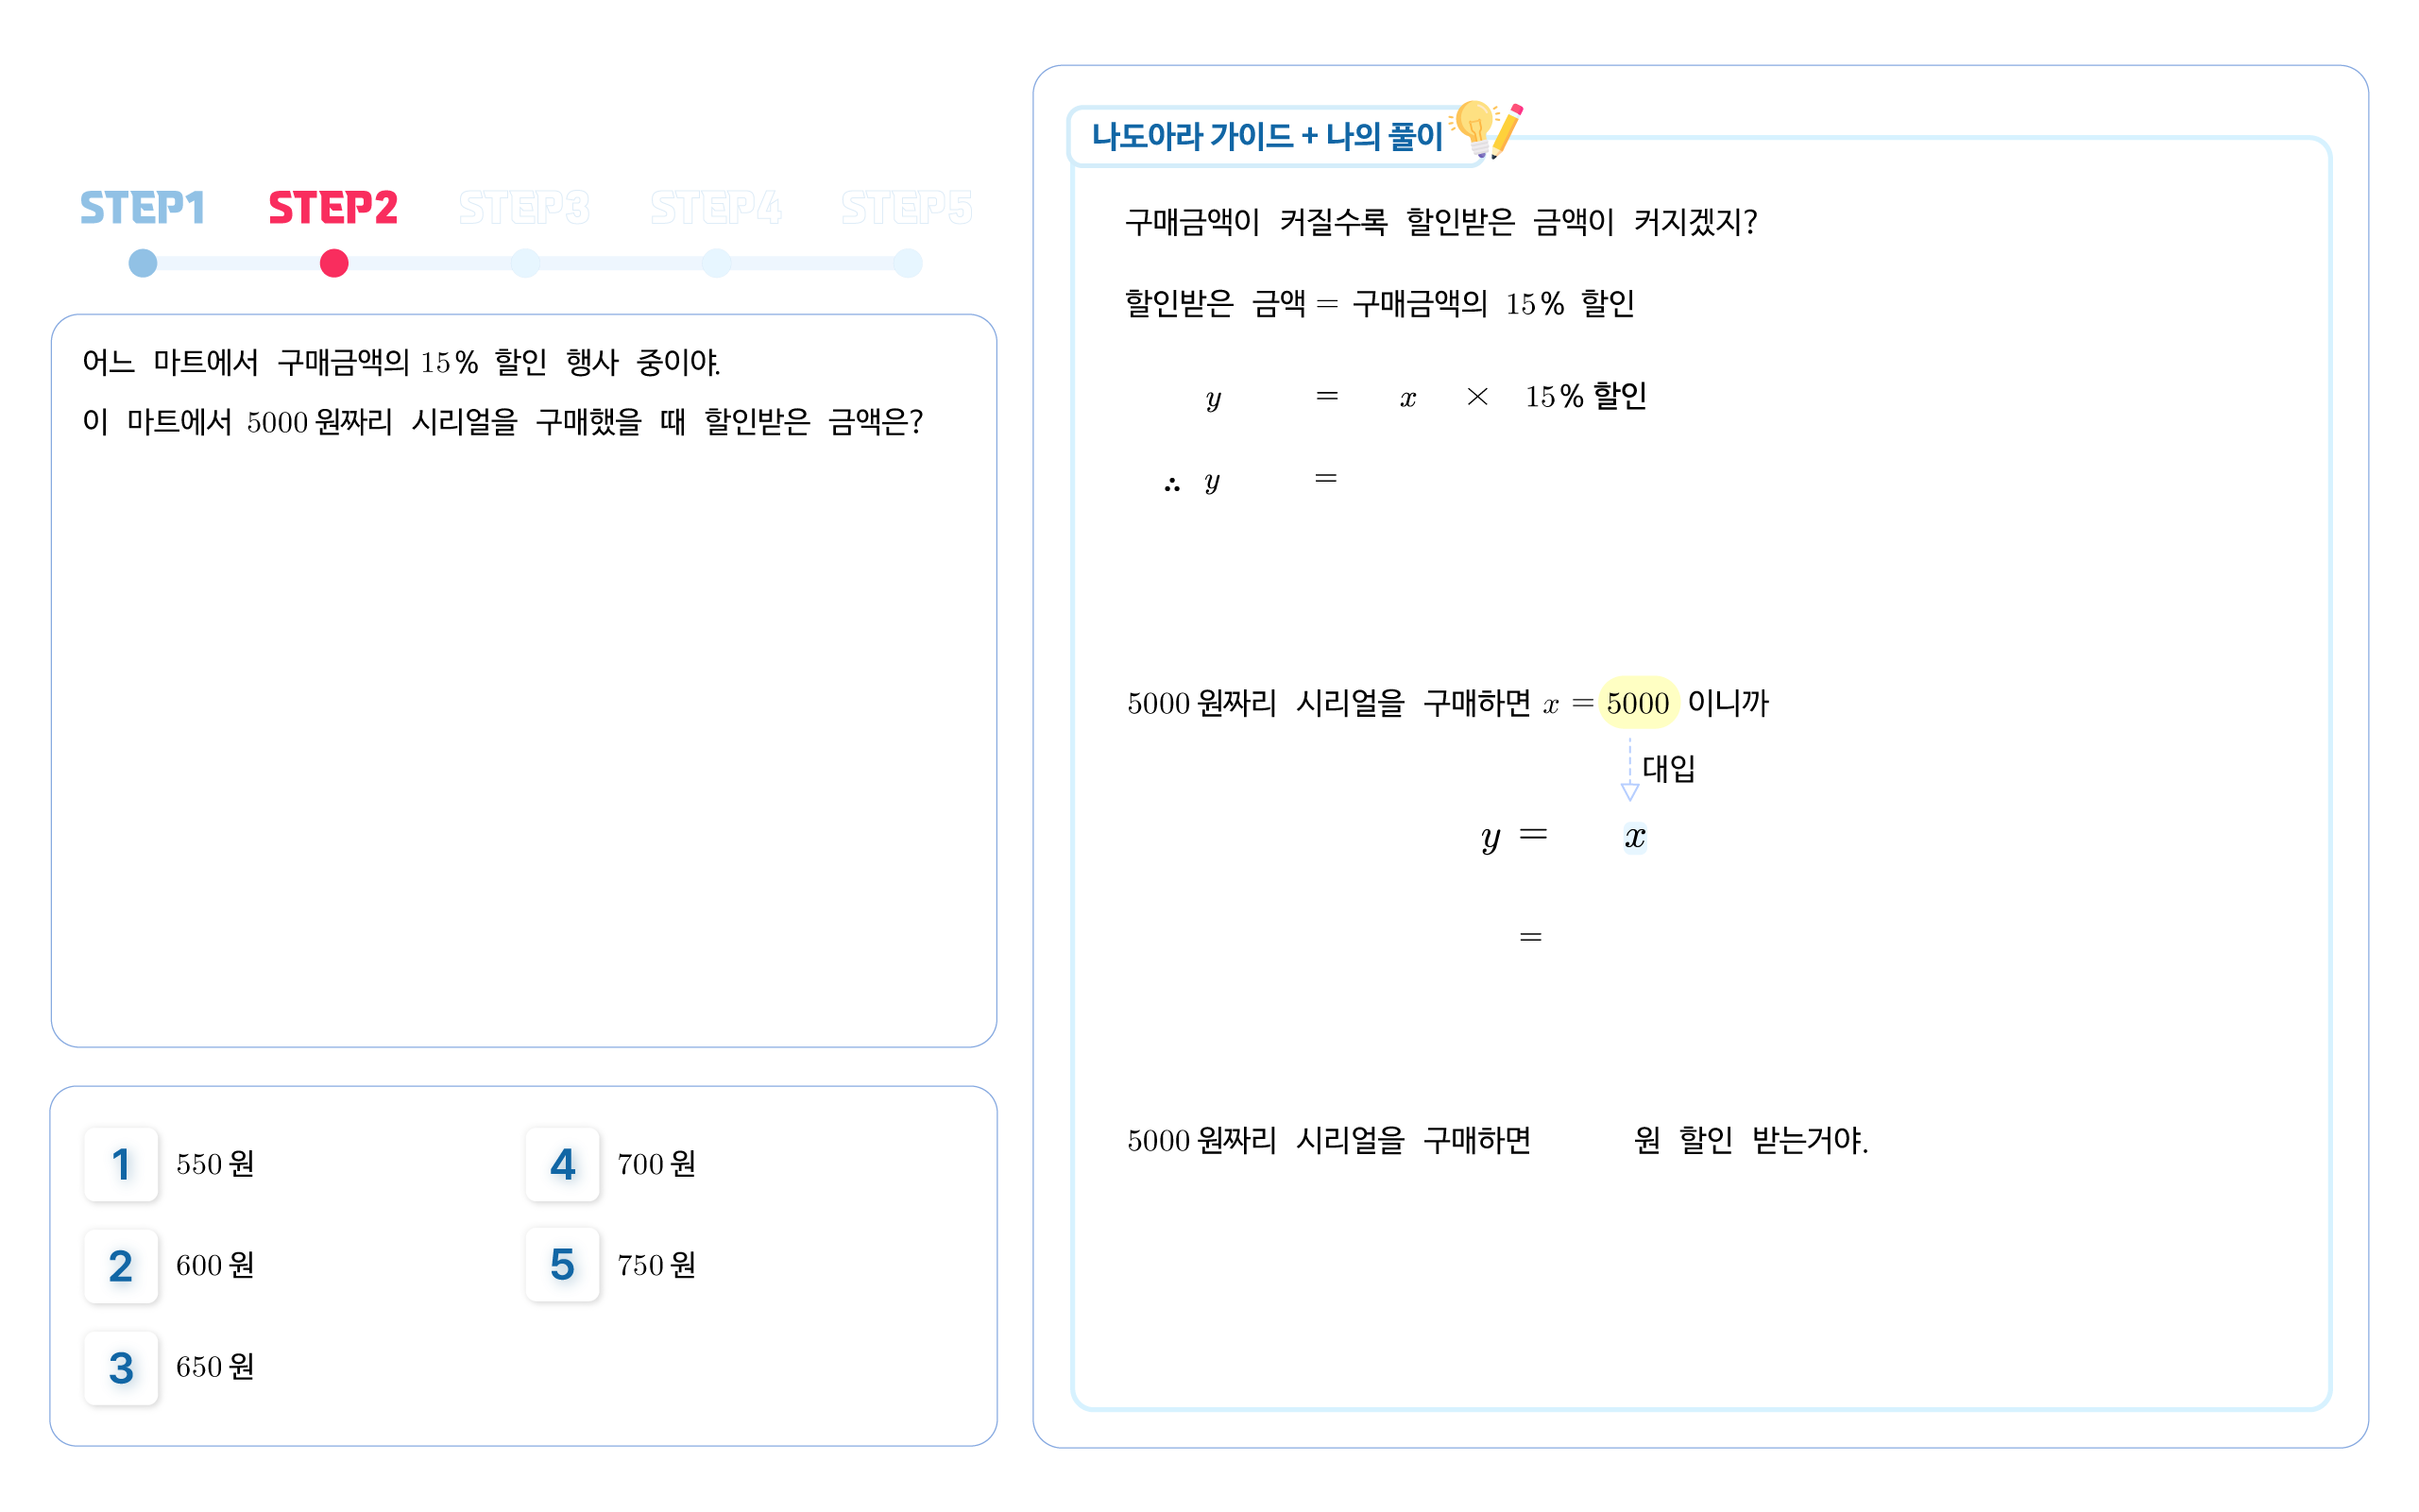 STEP1 STEP2 STEP3 STEP4 STEP5
어느 마트에서 구매금액의 15% 할인 행사 중이야.
이 마트에서 5000원짜리 시리얼을 구매했을 때 할인받은 금액은?
1 550원
2 600원
3 650원
4 700원
5 750원
나도아라 가이드 + 나의 풀이
구매금액이 커질수록 할인받은 금액이 커지겠지?
할인받은 금액 = 구매금액의 15% 할인
y = x × 15% 할인
∴ y =
5000원짜리 시리얼을 구매하면 x = 5000 이니까
대입
y = x
=
5000원짜리 시리얼을 구매하면 원 할인 받는거야.